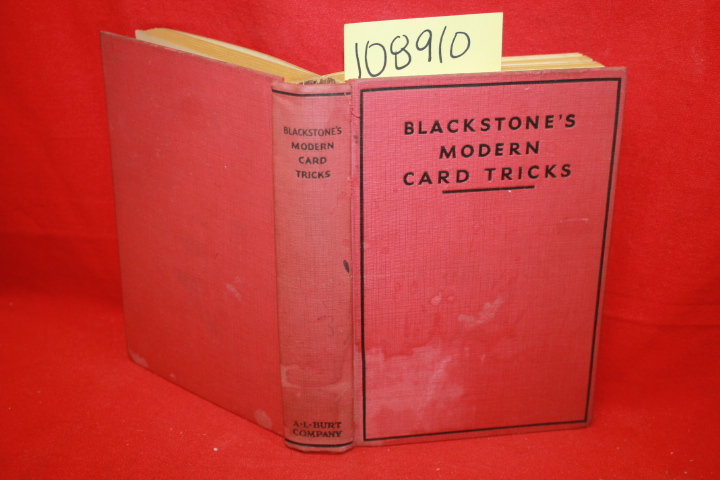 108910
BLACKSTONE'S
MODERN
CARD TRICKS
BLACKSTONE'S
MODERN
CARD
TRICKS
A·L·BURT
COMPANY